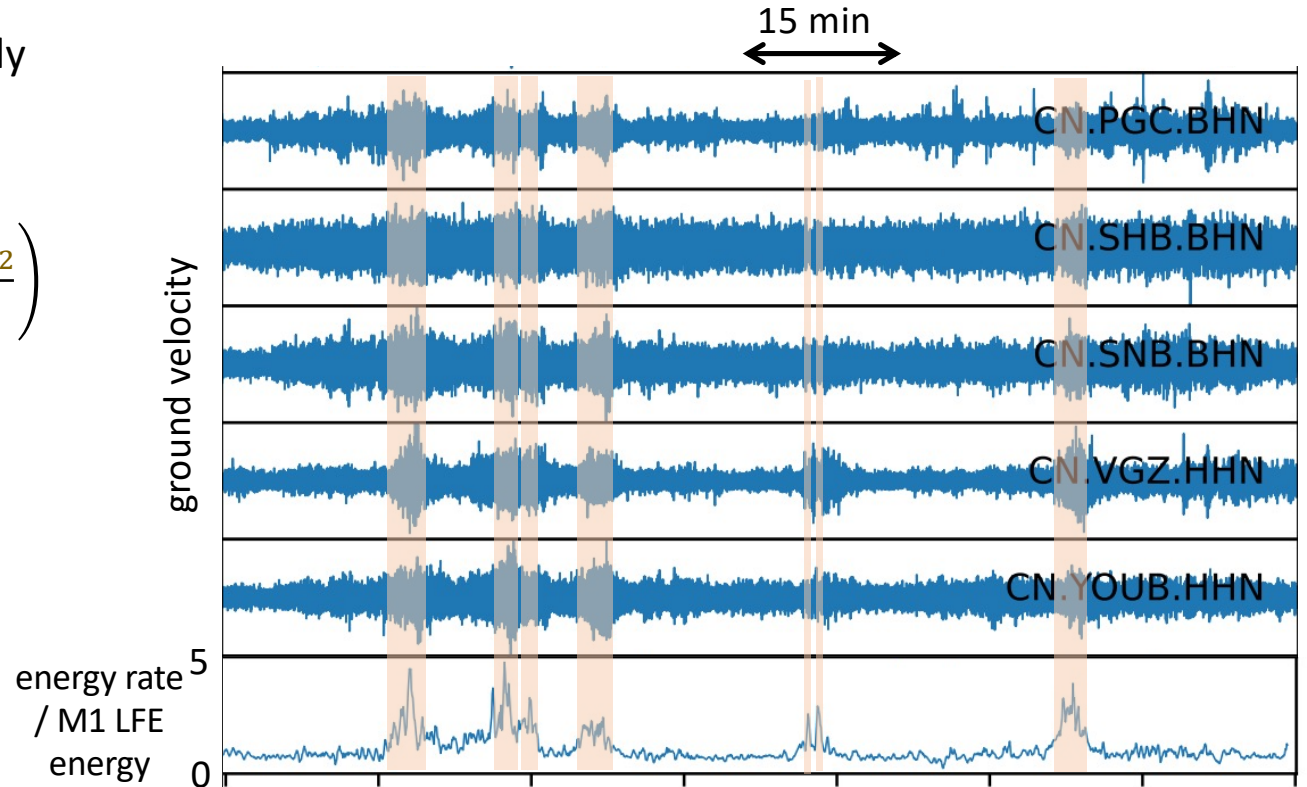 15 min
ly
CN.PGC.BHN
2
)
CN.SHB.BHN
ground velocity
CN.SNB.BHN
CN.VGZ.HHN
CN.YOUB.HHN
5
energy rate
/ M1 LFE
energy
0